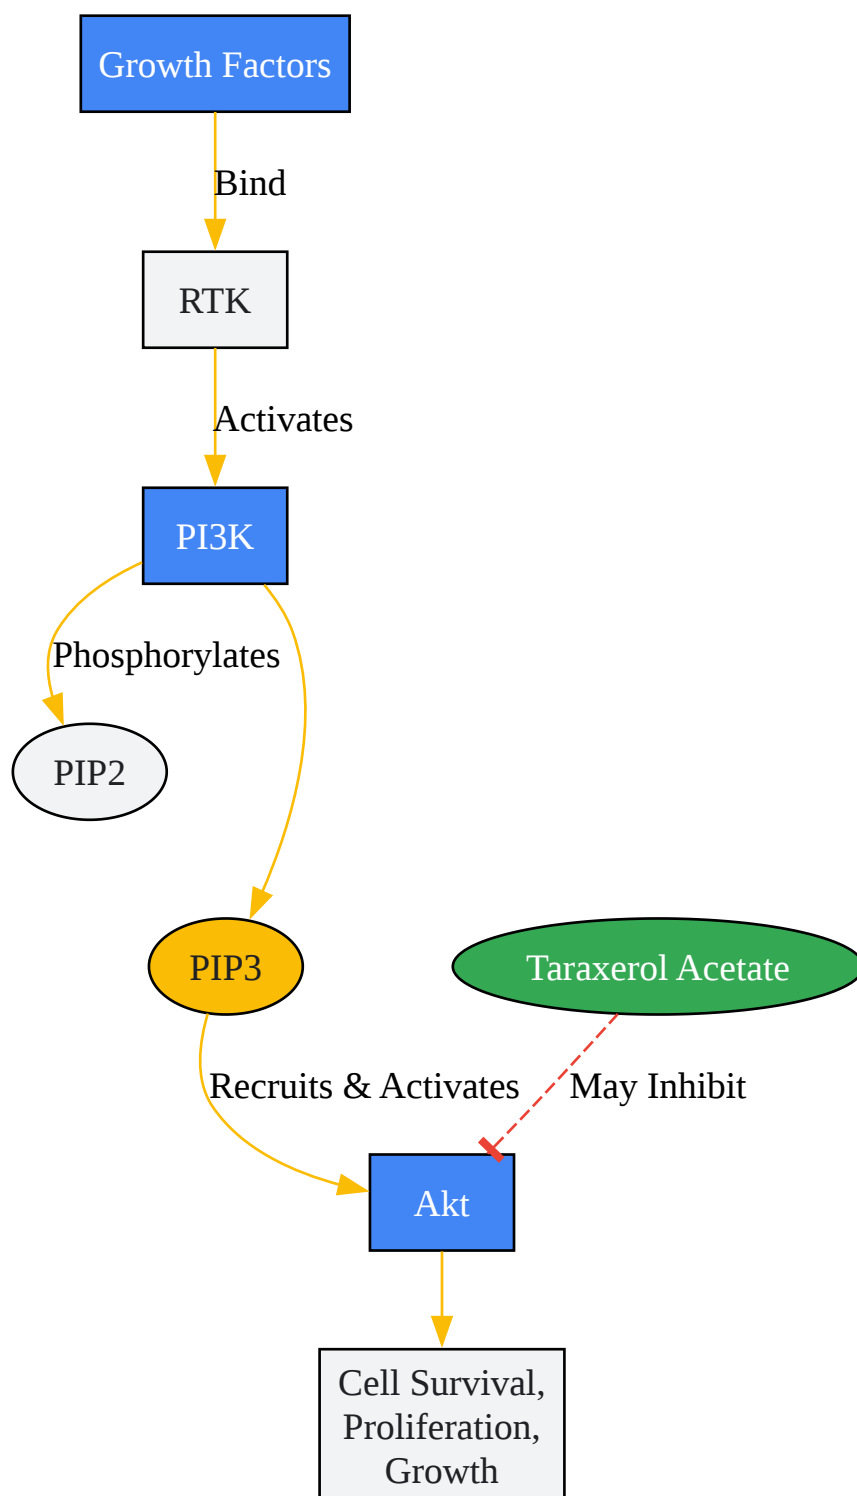 Growth Factors
Bind
RTK
Activates
PI3K
Phosphorylates
PIP2
PIP3
Taraxerol Acetate
Recruits & Activates
May Inhibit
Akt
Cell Survival,
Proliferation,
Growth